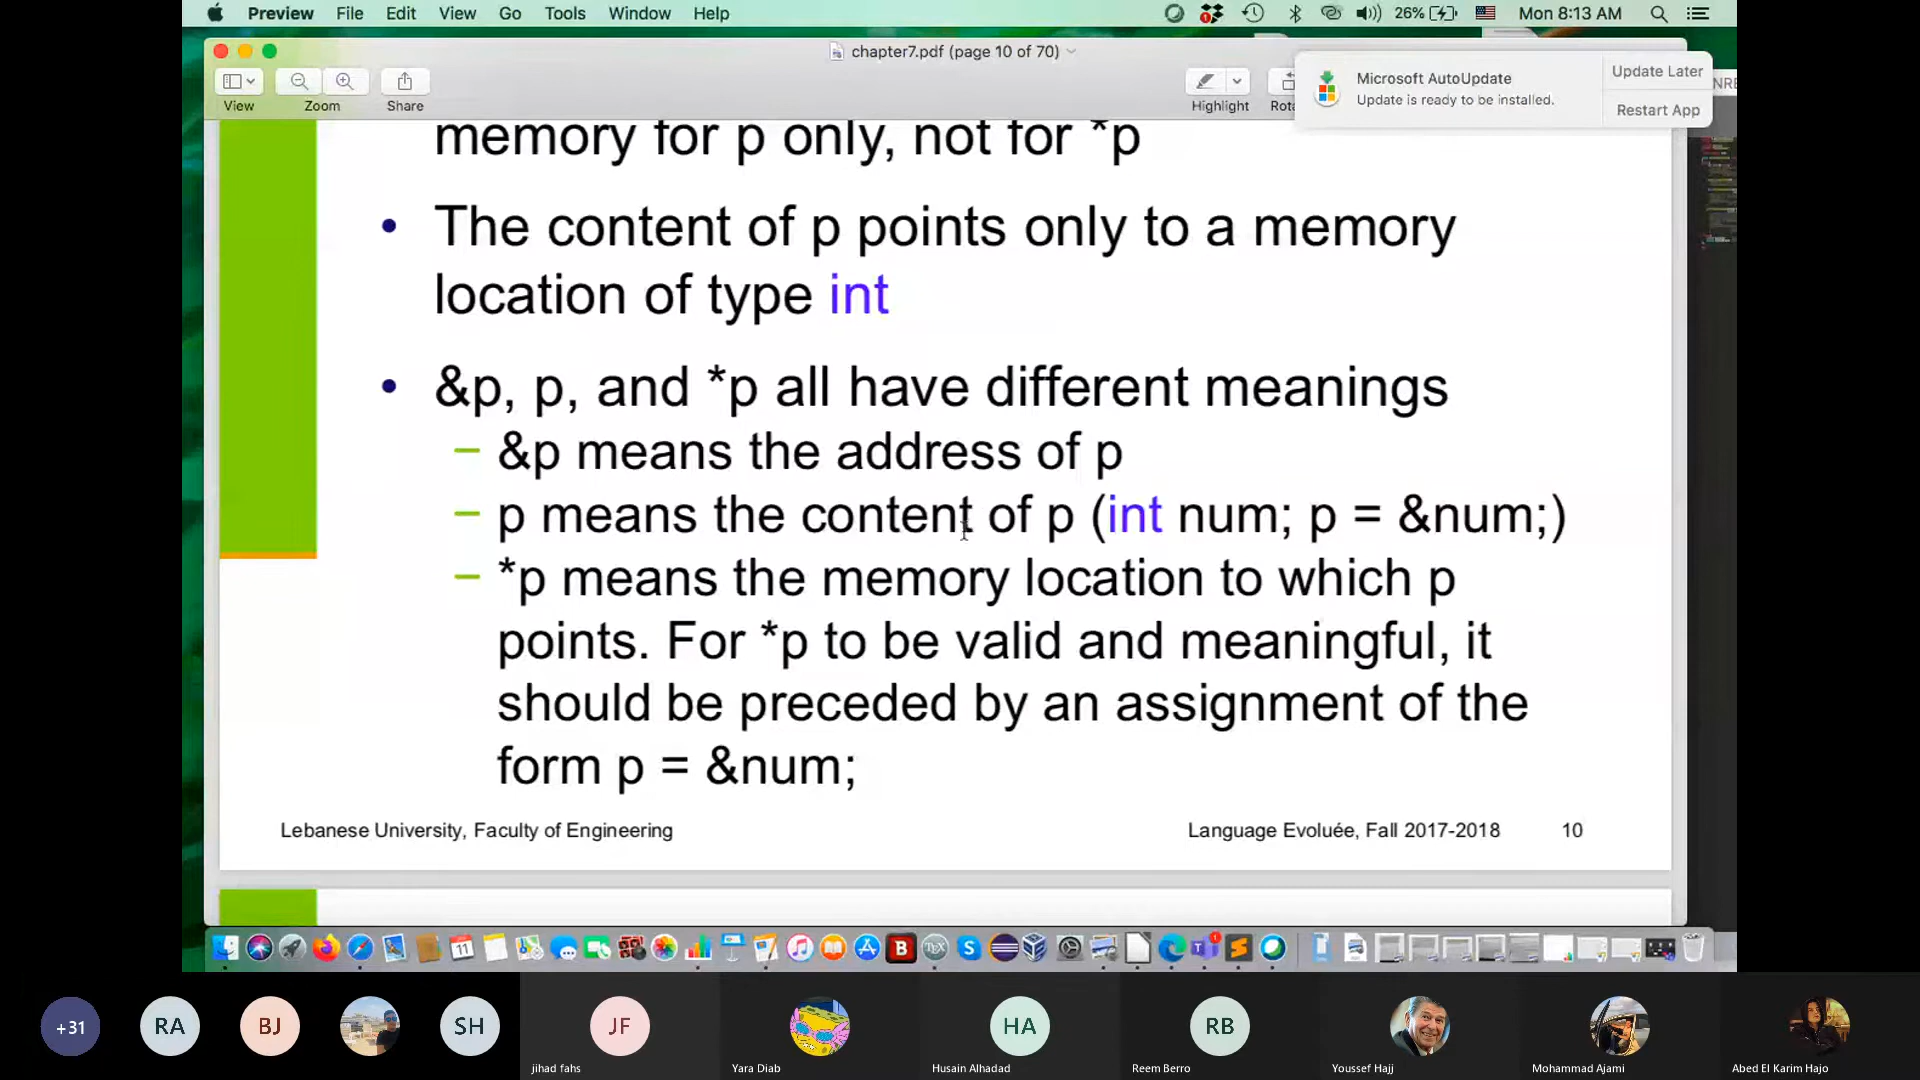 Preview File Edit View Go Tools Window Help
26% Mon 8:13 AM
chapter7.pdf (page 10 of 70)
View Zoom Share Highlight
Microsoft AutoUpdate
Update is ready to be installed.
Update Later
Restart App
memory for p only, not for *p
• The content of p points only to a memory
location of type int
• &p, p, and *p all have different meanings
– &p means the address of p
– p means the content of p (int num; p = &num;)
– *p means the memory location to which p
points. For *p to be valid and meaningful, it
should be preceded by an assignment of the
form p = &num;
Lebanese University, Faculty of Engineering Language Evoluée, Fall 2017-2018 10
+31 RA BJ SH JF HA RB
jihad fahs Yara Diab Husain Alhadad Reem Berro Youssef Hajj Mohammad Ajami Abed El Karim Hajo